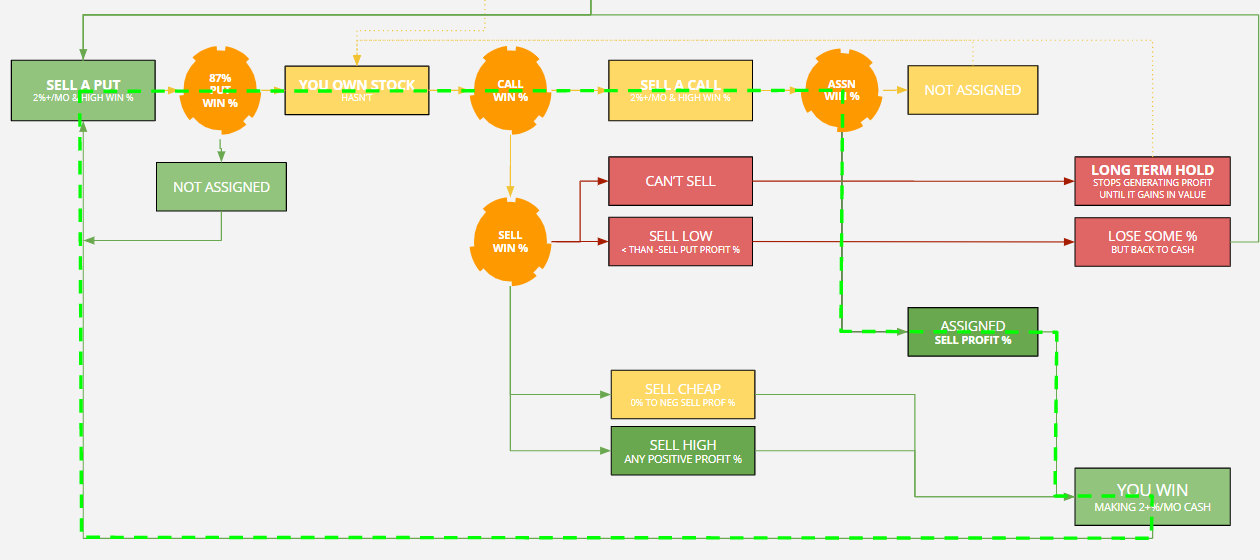 SELL A PUT
2%+/MO & HIGH WIN %
87%
PUT
WIN %
YOU OWN STOCK
HASN'T
CALL
WIN %
SELL A CALL
2%+/MO & HIGH WIN %
ASSN
WIN %
NOT ASSIGNED
NOT ASSIGNED
CAN'T SELL
LONG TERM HOLD
STOPS GENERATING PROFIT
UNTIL IT GAINS IN VALUE
SELL
WIN %
SELL LOW
< THAN -SELL PUT PROFIT %
LOSE SOME %
BUT BACK TO CASH
ASSIGNED
SELL PROFIT %
SELL CHEAP
0% TO NEG SELL PROF %
SELL HIGH
ANY POSITIVE PROFIT %
YOU WIN
MAKING 2+%/MO CASH